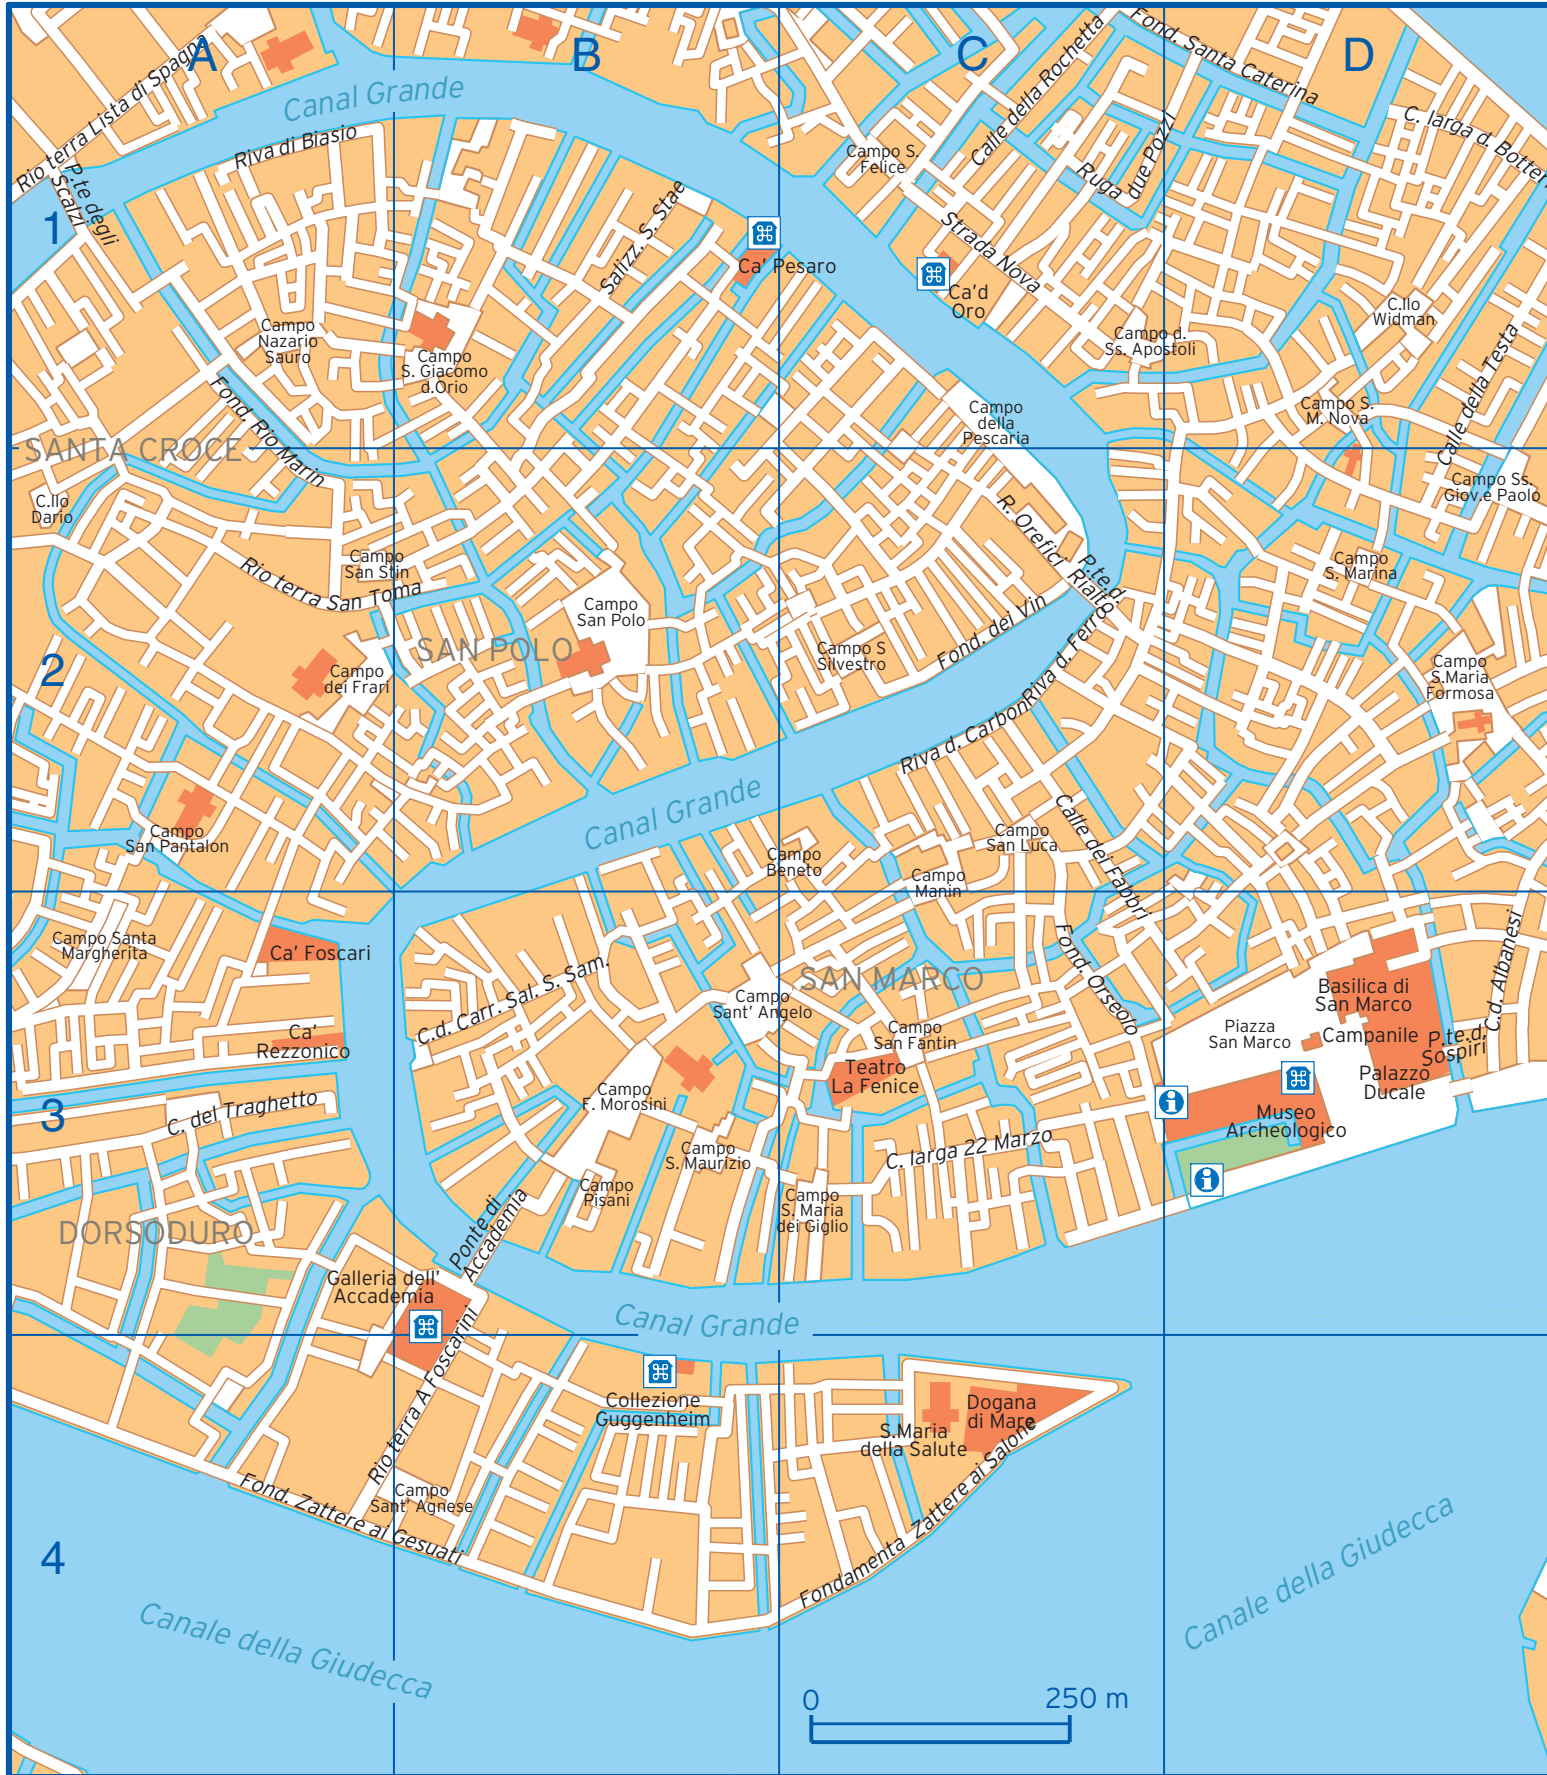 A
B
C
D
Rio terra Lista di Spagna
Canal Grande
Riva di Biasio
P.te degli
Scalzi
1
Fond. Santa Caterina
Calle della Rochetta
C. larga d. Botteri
Campo S.
Felice
Ruga
due Pozzi
Salizz. S. Stae
Strada Nova
Ca' Pesaro
Ca'd
Oro
C.llo
Widman
Campo
Nazario
Sauro
Campo
S. Giacomo
d.Orio
Campo d.
Ss. Apostoli
Calle della Testa
Fond. Rio Marin
Campo
della
Pescaria
Campo S.
M. Nova
SANTA CROCE
C.llo
Dario
Campo Ss.
Giov.e Paolo
R. Orefici
P.te.d
Rialto
Campo
San Stin
Rio terra San Toma
Campo
S. Marina
Campo
San Polo
SAN POLO
2
Campo
dei Frari
Campo S
Silvestro
Fond. dei Vin
Riva d. Ferro
Riva d. Carbon
Campo
S.Maria
Formosa
Canal Grande
Campo
San Pantalon
Campo
Beneto
Campo
San Luca
Calle dei Fabbri
Campo
Manin
Campo Santa
Margherita
Ca' Foscari
C.d. Carr. Sal. S. Sam.
SAN MARCO
Campo
Sant' Angelo
Fond. Orseolo
C.d. Albanesi
Basilica di
San Marco
Ca'
Rezzonico
Campo
San Fantin
Piazza
San Marco
Campanile
P.te.d.
Sospiri
Teatro
La Fenice
Palazzo
Ducale
3
Campo
F. Morosini
C. del Traghetto
Museo
Archeologico
Campo
S. Maurizio
C. larga 22 Marzo
Campo
Pisani
Campo
S. Maria
dei Giglio
DORSODURO
Ponte di
Accademia
Galleria dell'
Accademia
Canal Grande
Rio terra A Foscarini
Collezione
Guggenheim
Dogana
di Mare
S.Maria
della Salute
Campo
Sant' Agnese
Fond. Zattere ai Gesuati
Fondamenta Zattere ai Salone
4
Canale della Giudecca
Canale della Giudecca
0
250 m